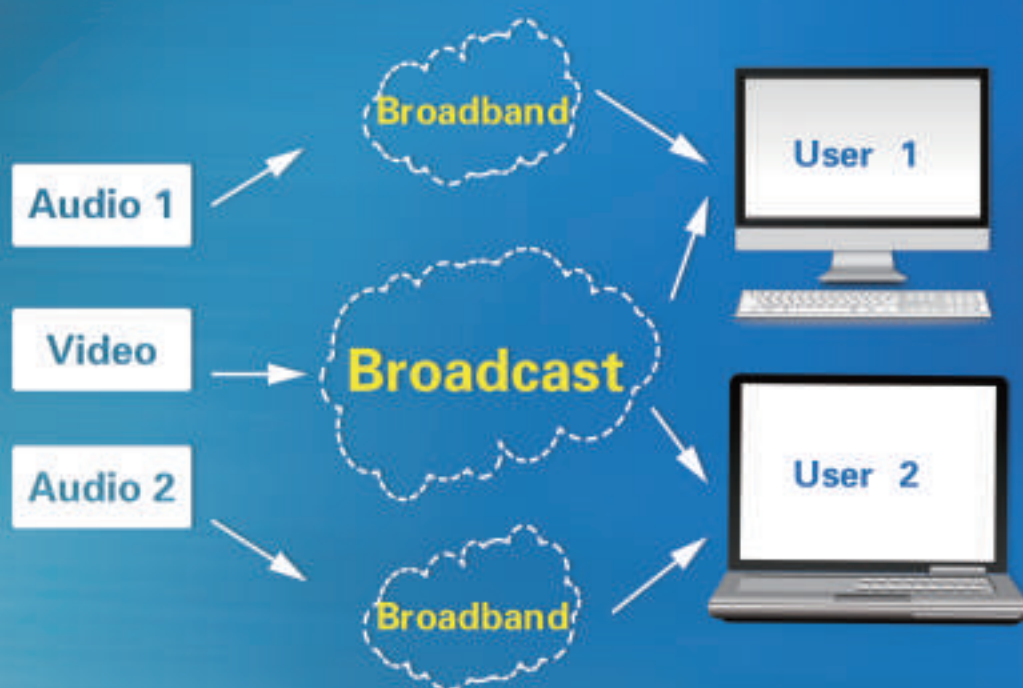 Broadband
User 1
Audio 1
Video
Broadcast
Audio 2
User 2
Broadband